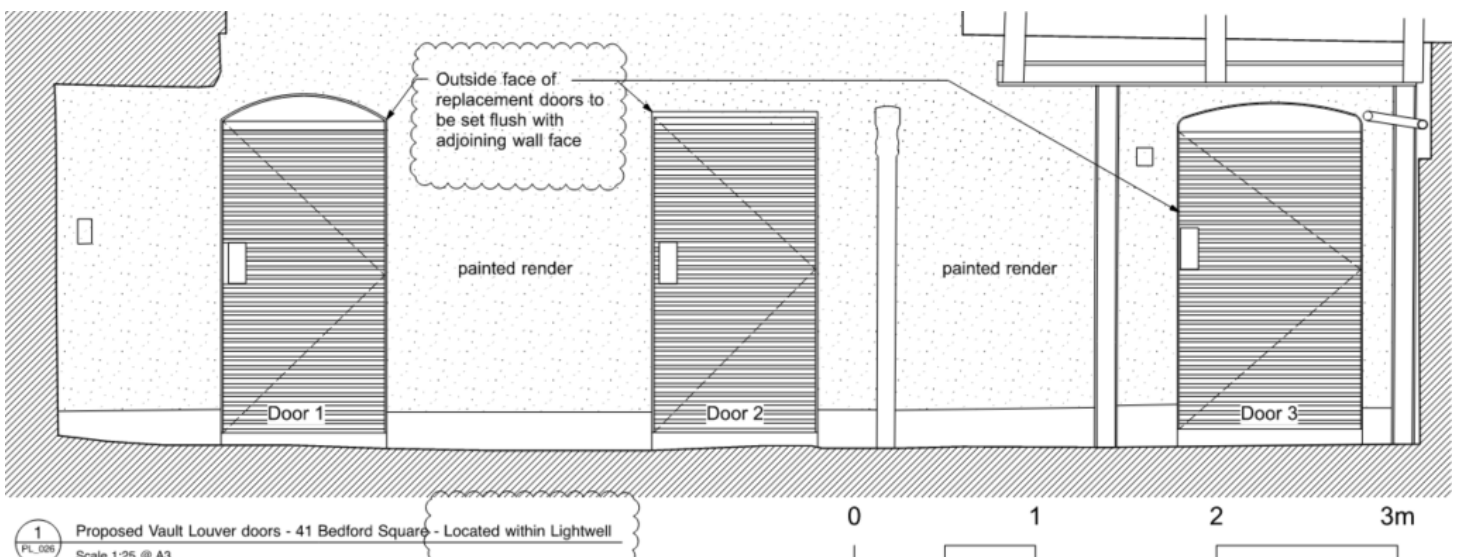 Outside face of
replacement doors to
be set flush with
adjoining wall face
painted render
painted render
Door 1
Door 2
Door 3
0 1 2 3m
1
PL_026
Proposed Vault Louver doors - 41 Bedford Square - Located within Lightwell
Scale 1:25 @ A3